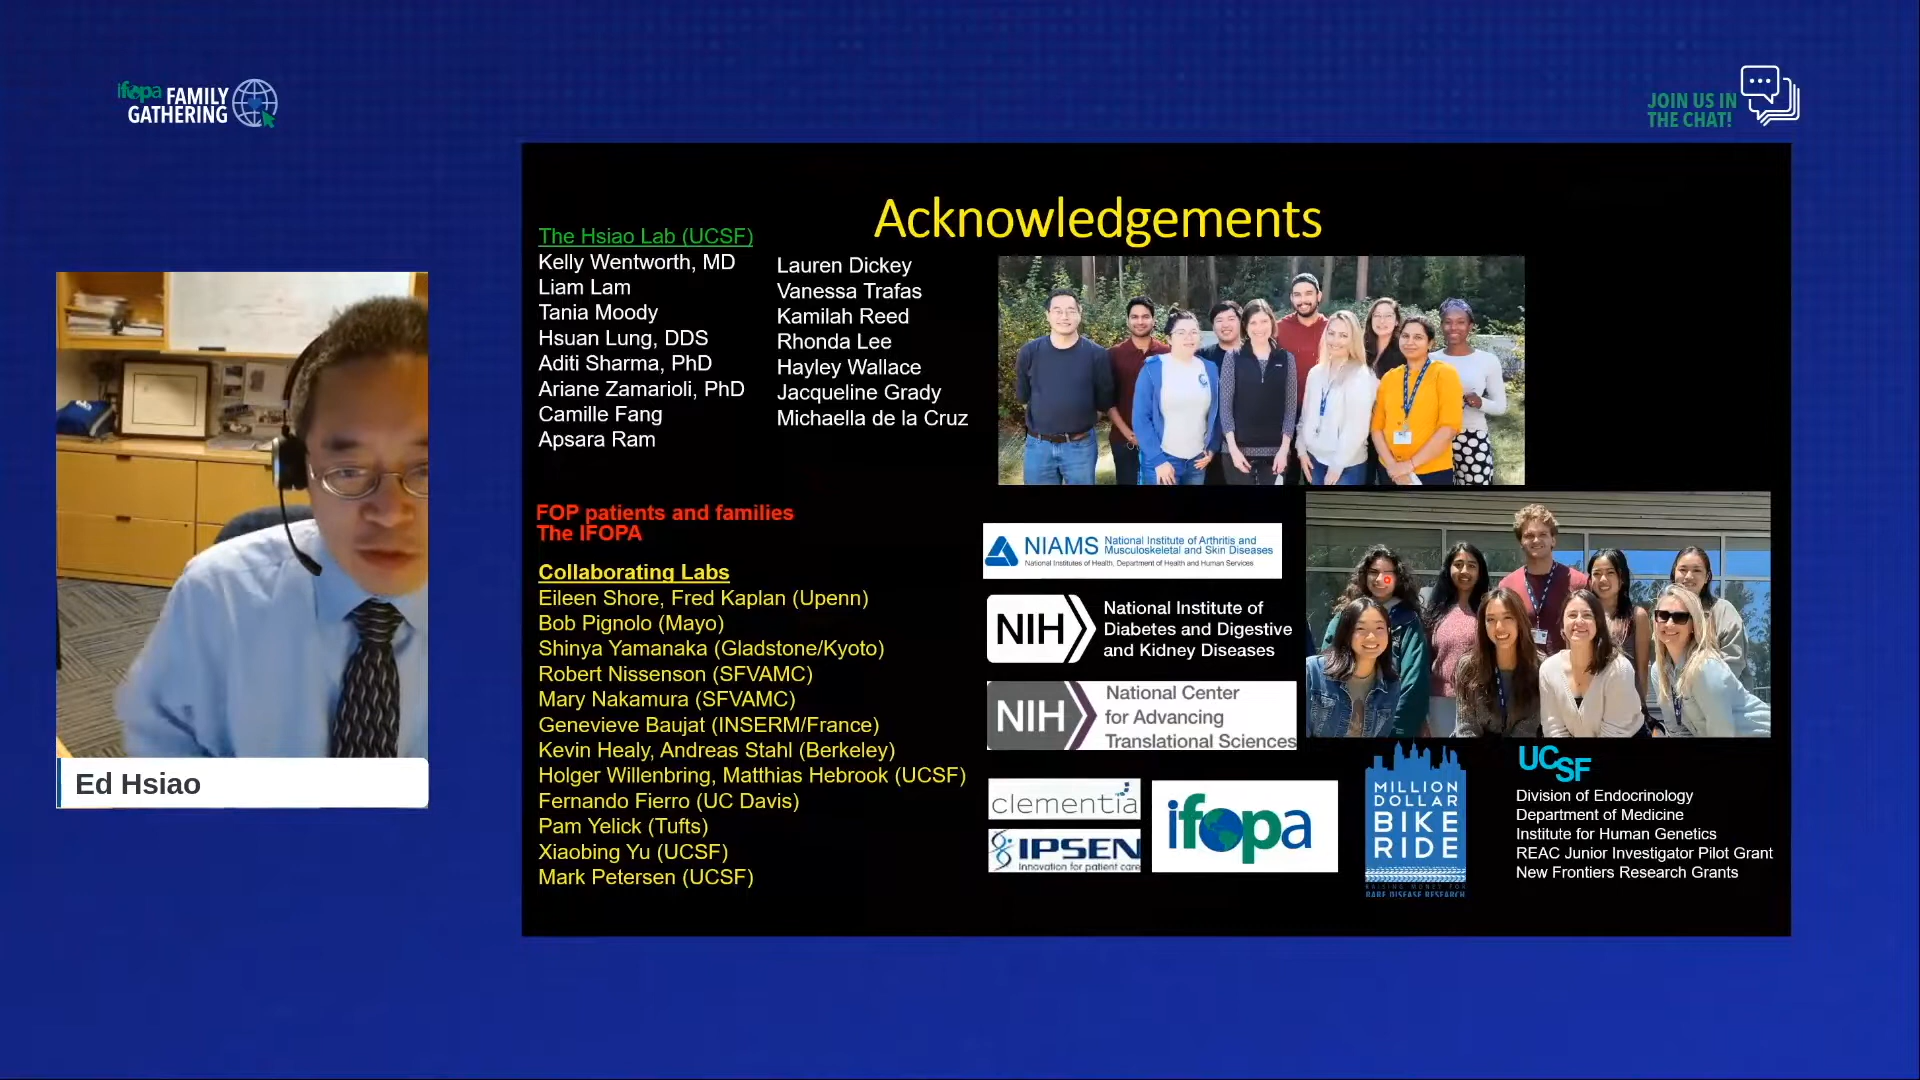 ifopa FAMILY
GATHERING
JOIN US IN
THE CHAT!
Acknowledgements
The Hsiao Lab (UCSF)
Kelly Wentworth, MD
Liam Lam
Tania Moody
Hsuan Lung, DDS
Aditi Sharma, PhD
Ariane Zamarioli, PhD
Camille Fang
Apsara Ram
Lauren Dickey
Vanessa Trafas
Kamilah Reed
Rhonda Lee
Hayley Wallace
Jacqueline Grady
Michaella de la Cruz
FOP patients and families
The IFOPA
Collaborating Labs
Eileen Shore, Fred Kaplan (Upenn)
Bob Pignolo (Mayo)
Shinya Yamanaka (Gladstone/Kyoto)
Robert Nissenson (SFVAMC)
Mary Nakamura (SFVAMC)
Genevieve Baujat (INSERM/France)
Kevin Healy, Andreas Stahl (Berkeley)
Holger Willenbring, Matthias Hebrook (UCSF)
Fernando Fierro (UC Davis)
Pam Yelick (Tufts)
Xiaobing Yu (UCSF)
Mark Petersen (UCSF)
NIAMS National Institute of Arthritis and
Musculoskeletal and Skin Diseases
National Institutes of Health, Department of Health and Human Services
NIH National Institute of
Diabetes and Digestive
and Kidney Diseases
NIH National Center
for Advancing
Translational Sciences
clementia
IPSEN
Innovation for patient care
ifopa
MILLION
DOLLAR
BIKE
RIDE
RAISING MONEY FOR
RARE DISEASE RESEARCH
UCSF
Division of Endocrinology
Department of Medicine
Institute for Human Genetics
REAC Junior Investigator Pilot Grant
New Frontiers Research Grants
Ed Hsiao